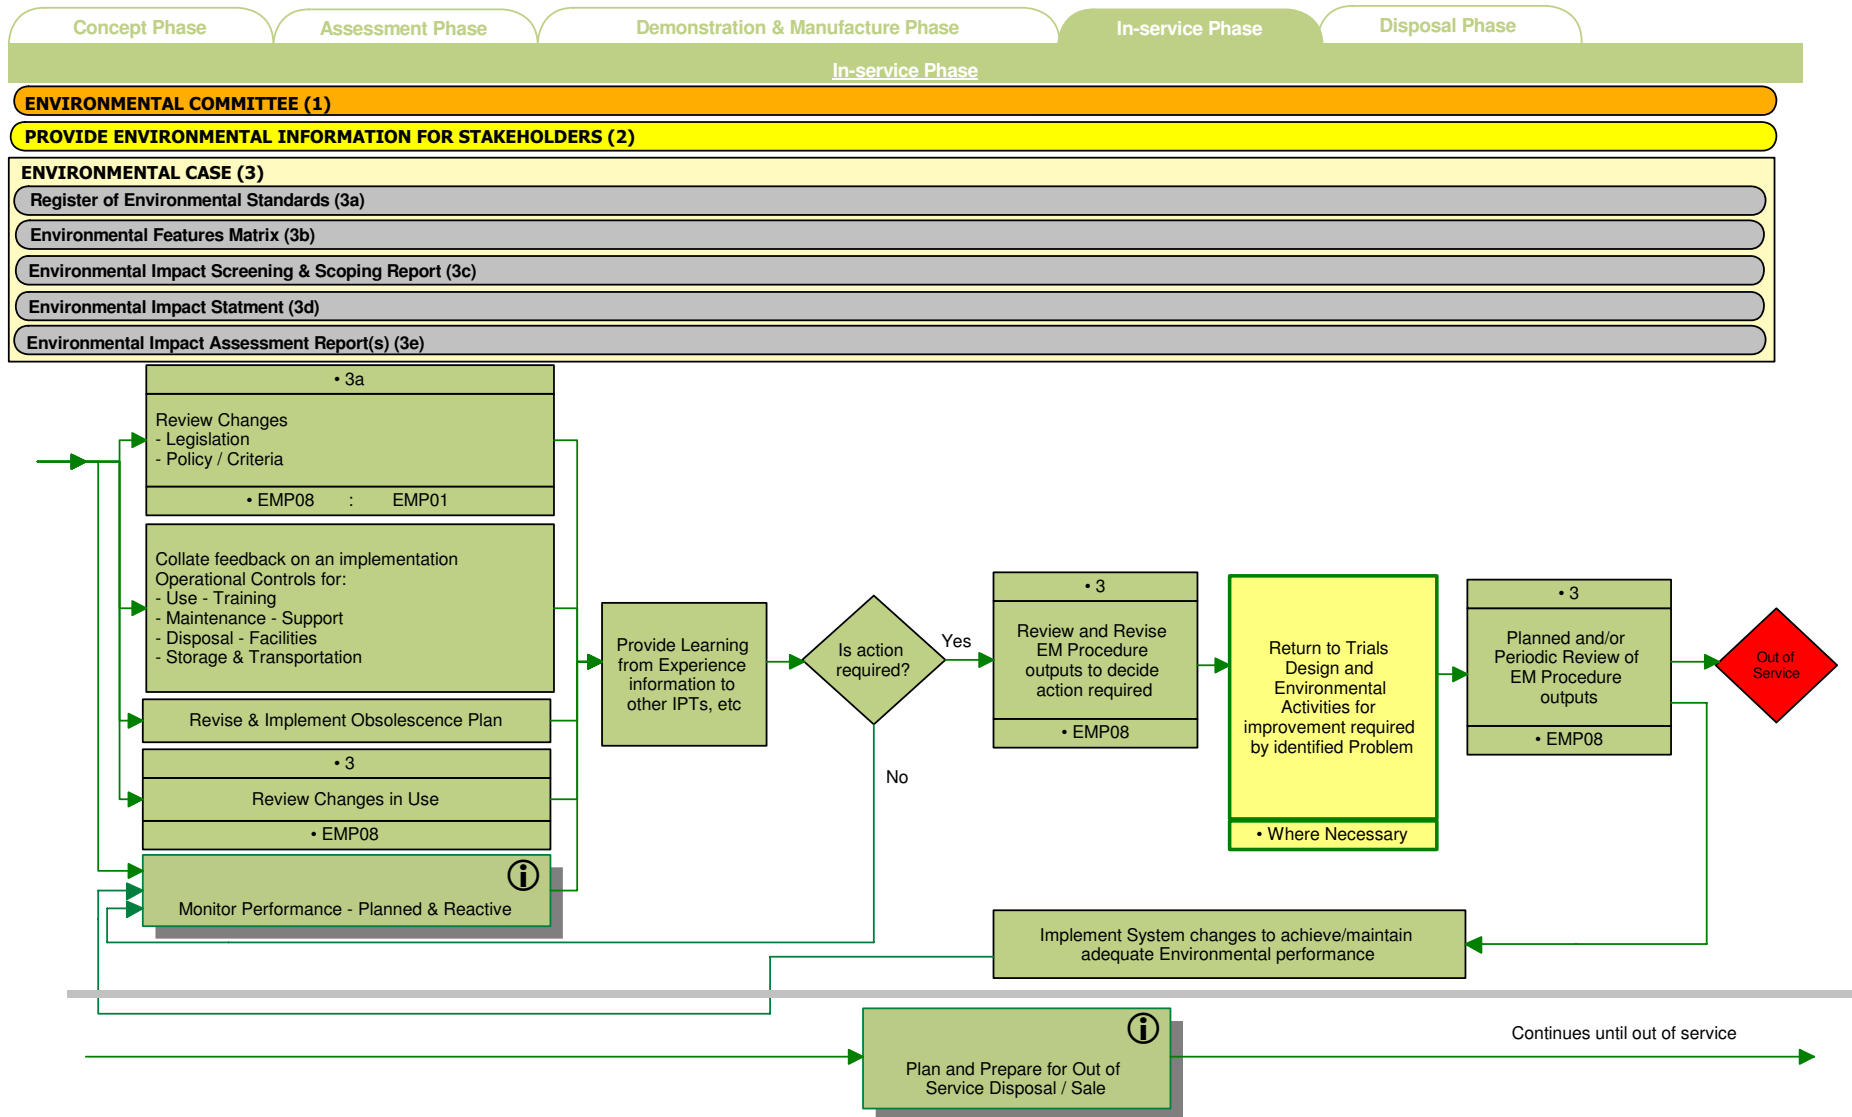 Concept Phase
Assessment Phase
Demonstration & Manufacture Phase
In-service Phase
Disposal Phase
In-service Phase
ENVIRONMENTAL COMMITTEE (1)
PROVIDE ENVIRONMENTAL INFORMATION FOR STAKEHOLDERS (2)
ENVIRONMENTAL CASE (3)
Register of Environmental Standards (3a)
Environmental Features Matrix (3b)
Environmental Impact Screening & Scoping Report (3c)
Environmental Impact Statment (3d)
Environmental Impact Assessment Report(s) (3e)
• 3a
Review Changes
- Legislation
- Policy / Criteria
• EMP08 : EMP01
Collate feedback on an implementation
Operational Controls for:
- Use - Training
- Maintenance - Support
- Disposal - Facilities
- Storage & Transportation
Revise & Implement Obsolescence Plan
• 3
Review Changes in Use
• EMP08
Monitor Performance - Planned & Reactive
Provide Learning
from Experience
information to
other IPTs, etc
Is action
required?
Yes
No
• 3
Review and Revise
EM Procedure
outputs to decide
action required
• EMP08
Return to Trials
Design and
Environmental
Activities for
improvement required
by identified Problem
• Where Necessary
• 3
Planned and/or
Periodic Review of
EM Procedure
outputs
• EMP08
Out of
Service
Implement System changes to achieve/maintain
adequate Environmental performance
Plan and Prepare for Out of
Service Disposal / Sale
Continues until out of service